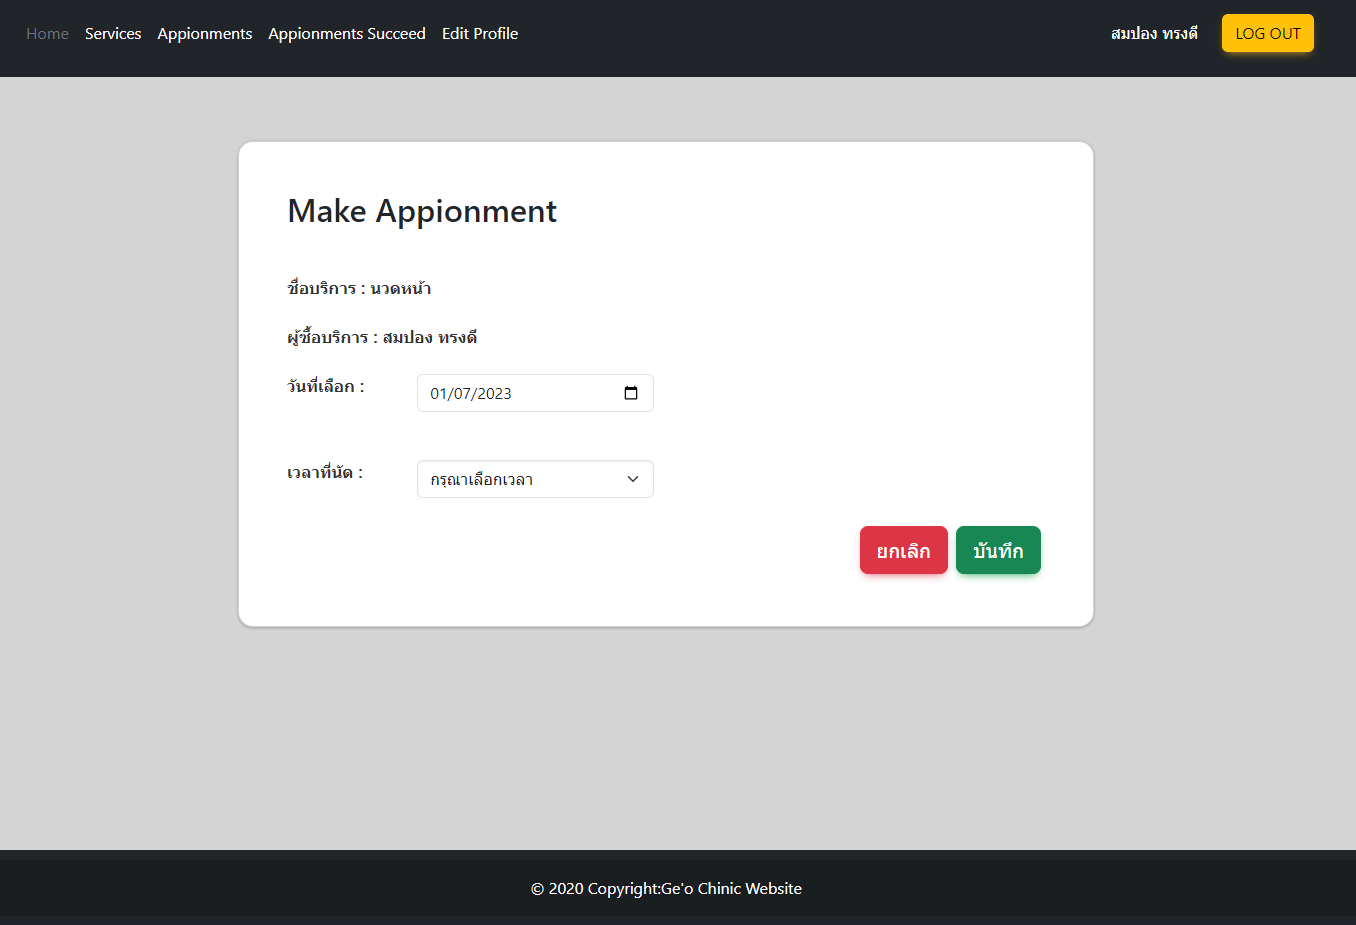 Home Services Appionments Appionments Succeed Edit Profile สมปอง ทรงดี LOG OUT
Make Appionment
ชื่อบริการ : นวดหน้า
ผู้ซื้อบริการ : สมปอง ทรงดี
วันที่เลือก : 01/07/2023
เวลาที่นัด : กรุณาเลือกเวลา
ยกเลิก บันทึก
© 2020 Copyright:Ge'o Chinic Website